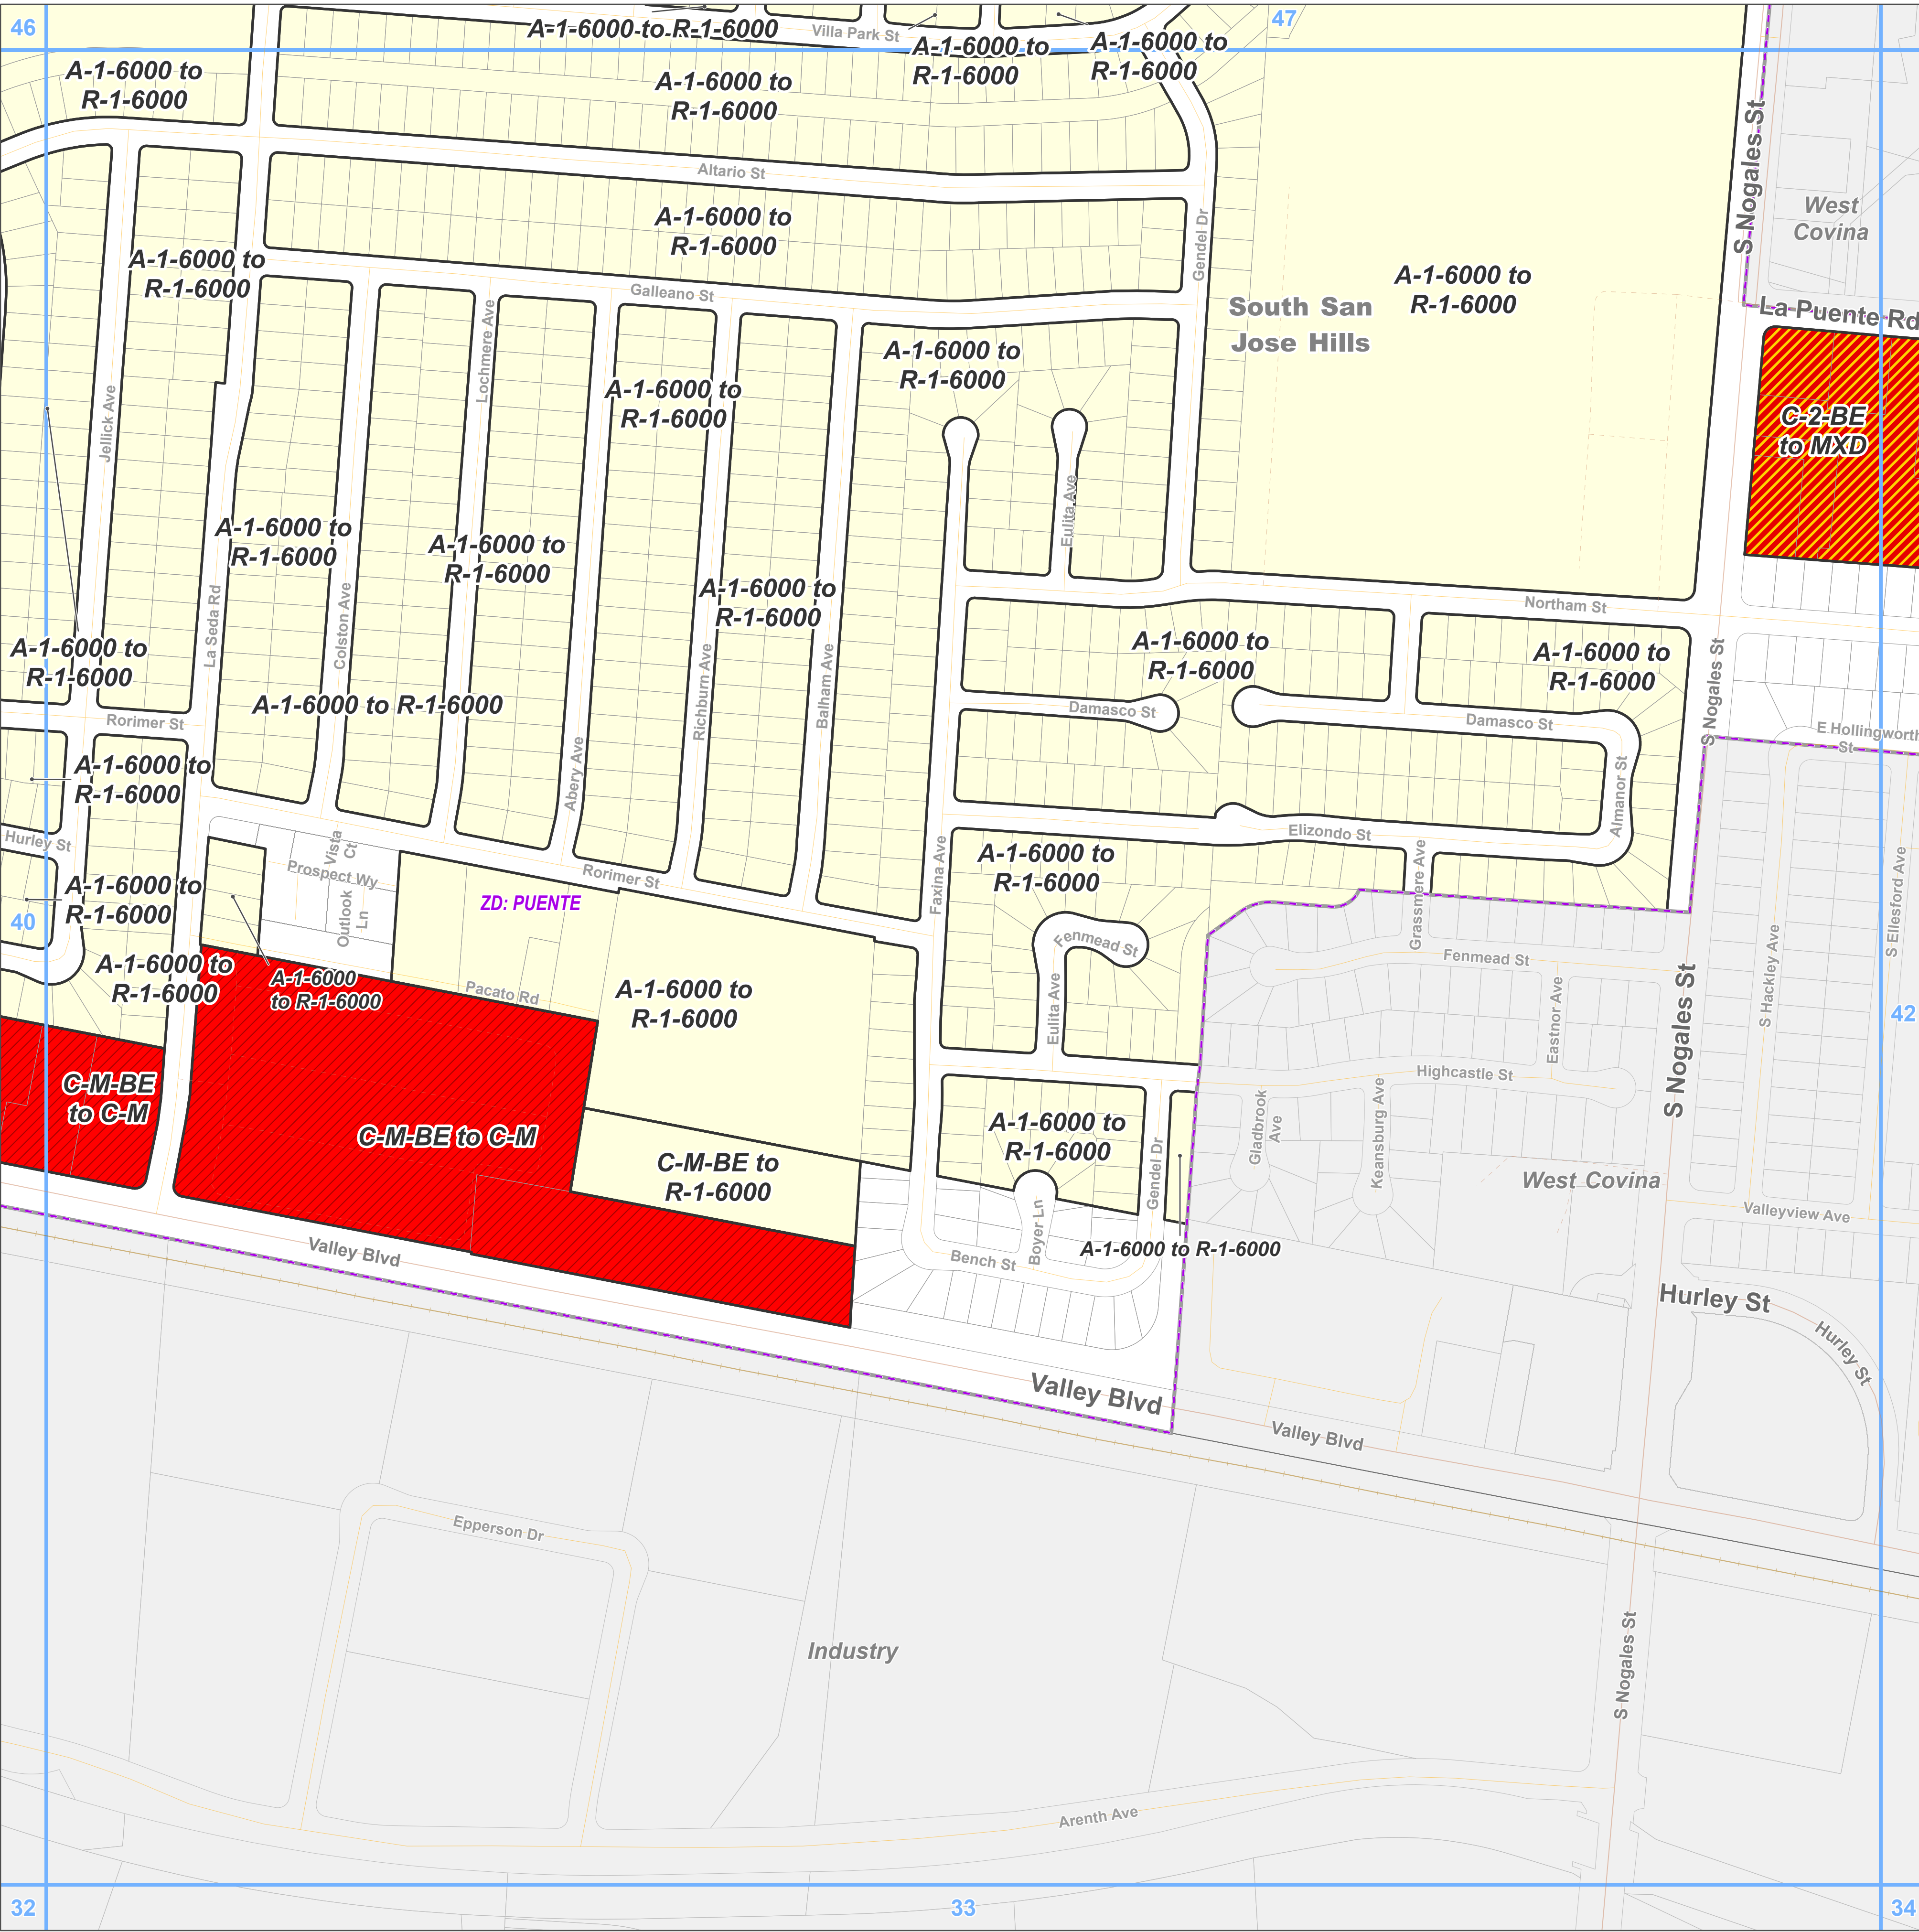 46
47
A-1-6000 to R-1-6000
Villa Park St
A-1-6000 to
R-1-6000
A-1-6000 to
R-1-6000
A-1-6000 to
R-1-6000
A-1-6000 to
R-1-6000
S Nogales St
Altario St
West
Covina
A-1-6000 to
R-1-6000
Gendel Dr
A-1-6000 to
R-1-6000
A-1-6000 to
R-1-6000
Galleano St
South San
Jose Hills
La Puente Rd
Lochmere Ave
A-1-6000 to
R-1-6000
A-1-6000 to
R-1-6000
Jellick Ave
C-2-BE
to MXD
Eulita Ave
A-1-6000 to
R-1-6000
A-1-6000 to
R-1-6000
A-1-6000 to
R-1-6000
Northam St
La Seda Rd
Colston Ave
A-1-6000 to
R-1-6000
A-1-6000 to
R-1-6000
A-1-6000 to
R-1-6000
Richburn Ave
Balham Ave
S Nogales St
A-1-6000 to R-1-6000
Rorimer St
Damasco St
Damasco St
E Hollingworth
St
A-1-6000 to
R-1-6000
Abery Ave
Almanor St
Hurley St
Vista
Ct
Elizondo St
Prospect Wy
Rorimer St
Faxina Ave
A-1-6000 to
R-1-6000
Grassmere Ave
S Ellesford Ave
A-1-6000 to
R-1-6000
ZD: PUENTE
Outlook
Ln
40
Fenmead St
Fenmead St
S Hackley Ave
A-1-6000 to
R-1-6000
A-1-6000
to R-1-6000
Pacato Rd
A-1-6000 to
R-1-6000
Eulita Ave
Eastnor Ave
S Nogales St
42
C-M-BE
to C-M
Highcastle St
C-M-BE to C-M
Gladbrook
Ave
Keansburg Ave
A-1-6000 to
R-1-6000
C-M-BE to
R-1-6000
Gendel Dr
West Covina
Valleyview Ave
Boyer Ln
Valley Blvd
Bench St
A-1-6000 to R-1-6000
Hurley St
Hurley St
Valley Blvd
Valley Blvd
Epperson Dr
Industry
S Nogales St
Arenth Ave
32
33
34